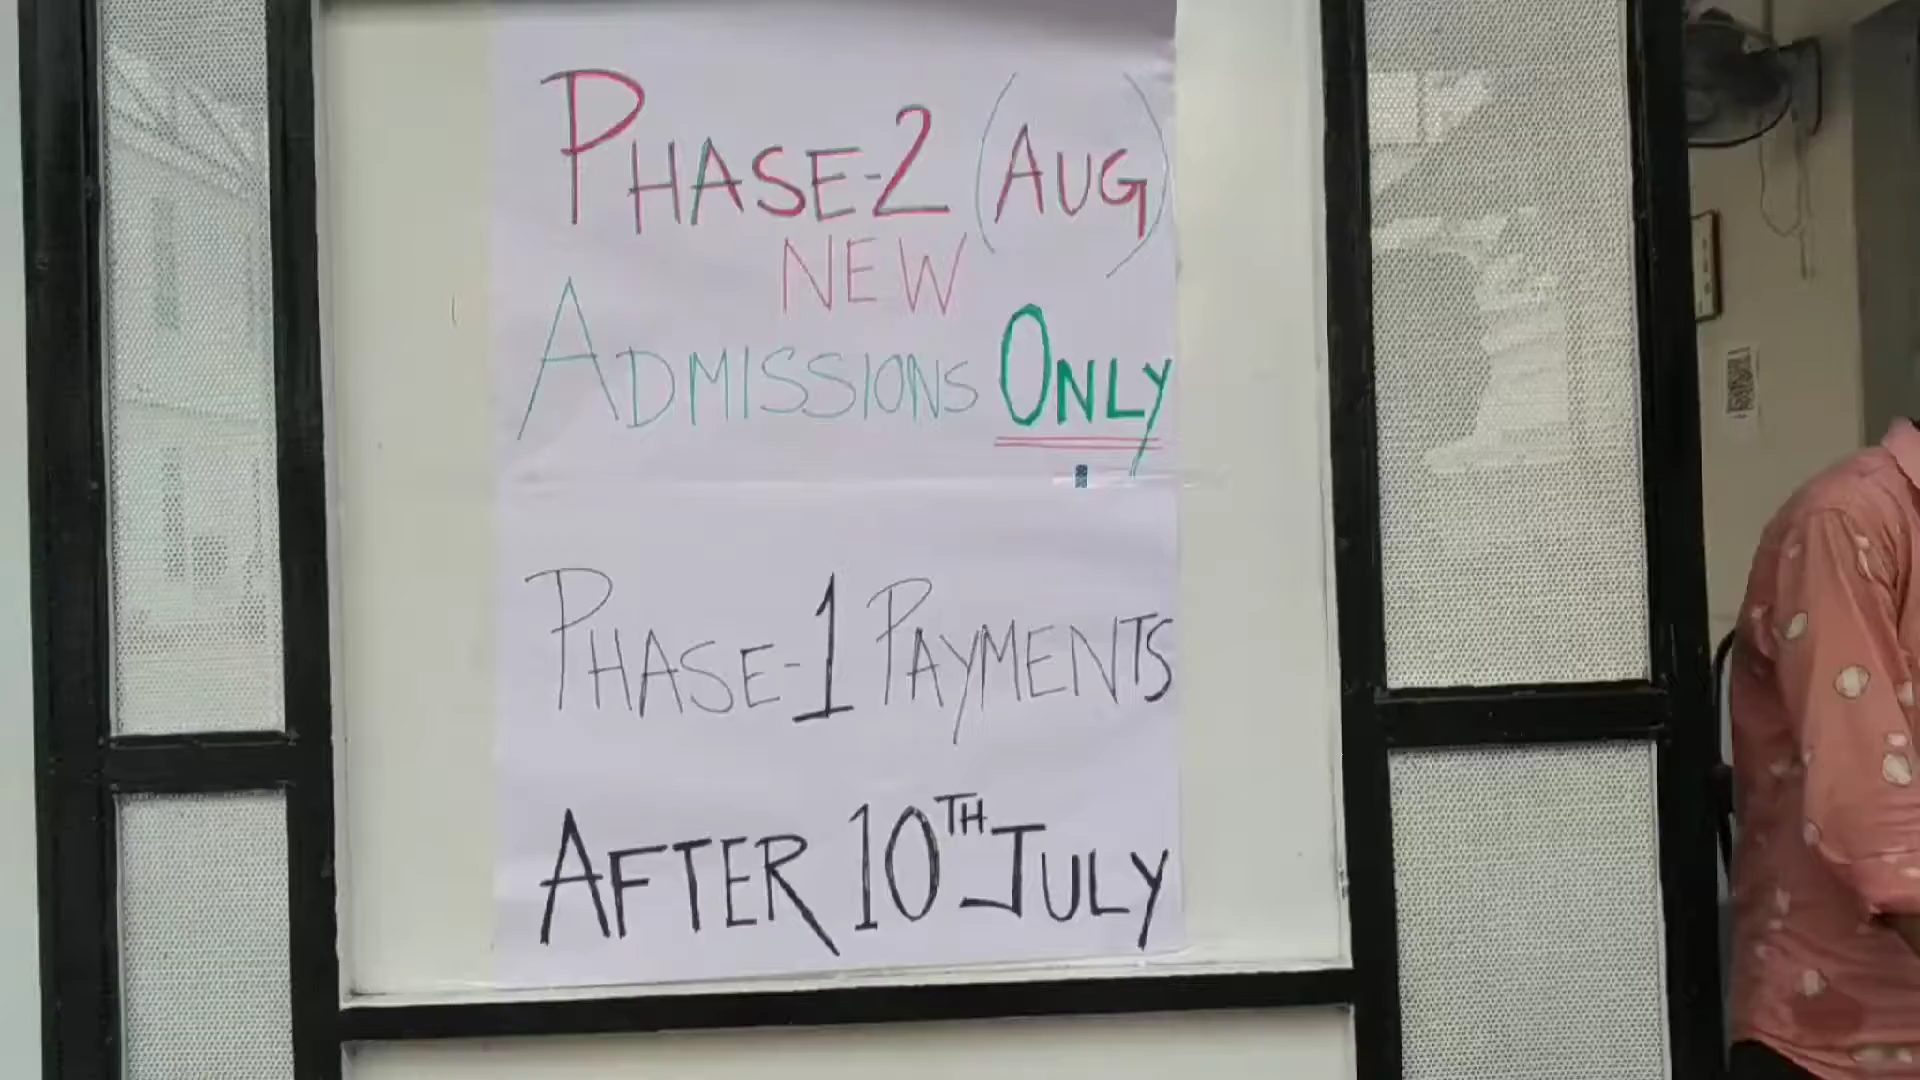 PHASE-2 (AUG)
NEW
ADMISSIONS ONLY
PHASE-1 PAYMENTS
AFTER 10TH JULY